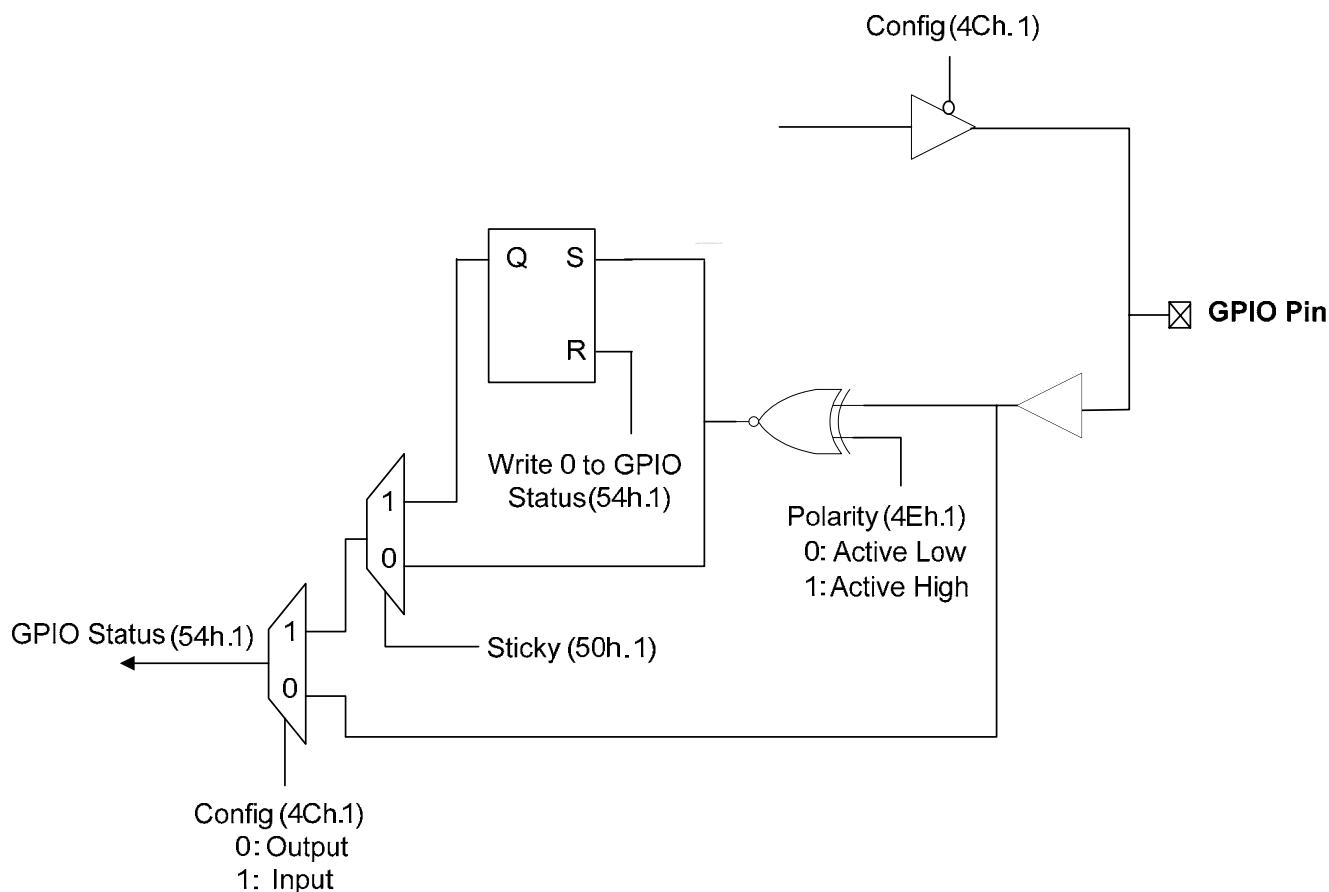 Config (4Ch.1)
Q S
R
GPIO Pin
Write 0 to GPIO
Status (54h.1)
1
0
Polarity (4Eh.1)
0: Active Low
1: Active High
GPIO Status (54h.1)
1
0
Sticky (50h.1)
Config (4Ch.1)
0: Output
1: Input